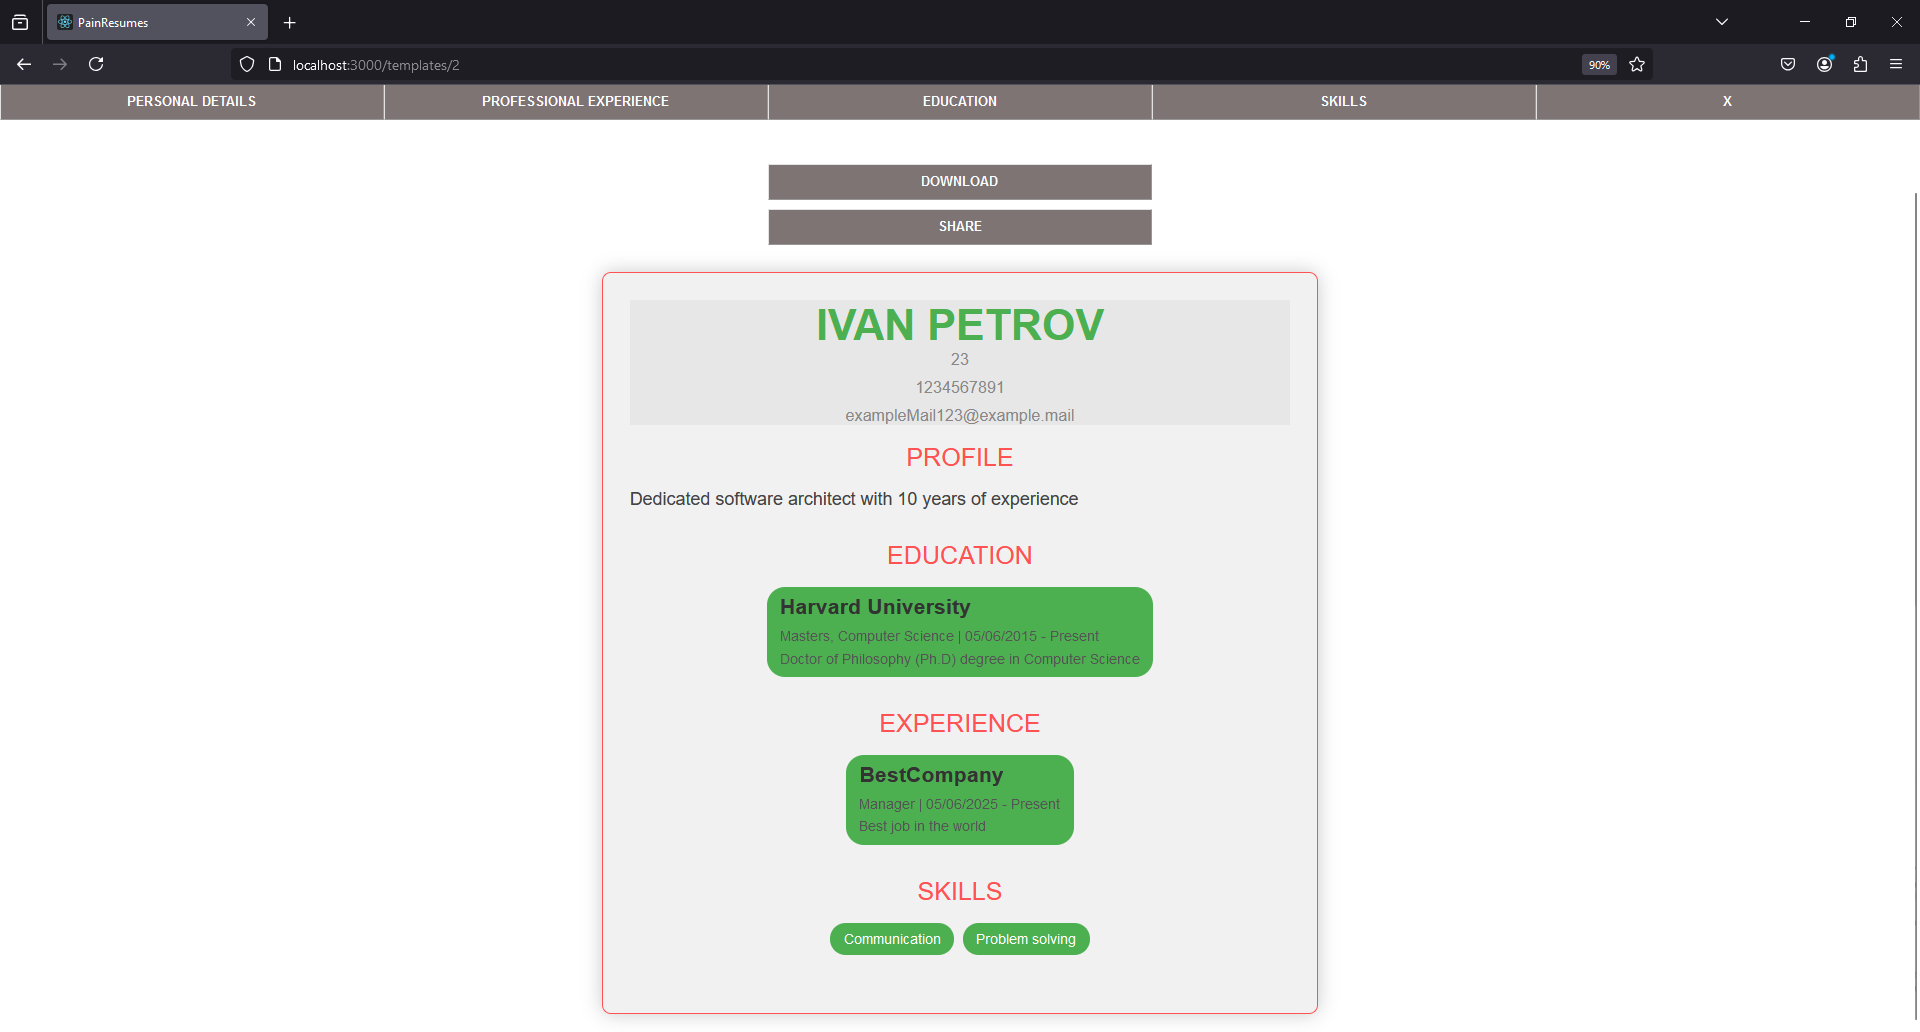 PainResumes
localhost:3000/templates/2
90%
PERSONAL DETAILS
PROFESSIONAL EXPERIENCE
EDUCATION
SKILLS
X
DOWNLOAD
SHARE
IVAN PETROV
23
1234567891
exampleMail123@example.mail
PROFILE
Dedicated software architect with 10 years of experience
EDUCATION
Harvard University
Masters, Computer Science | 05/06/2015 - Present
Doctor of Philosophy (Ph.D) degree in Computer Science
EXPERIENCE
BestCompany
Manager | 05/06/2025 - Present
Best job in the world
SKILLS
Communication
Problem solving